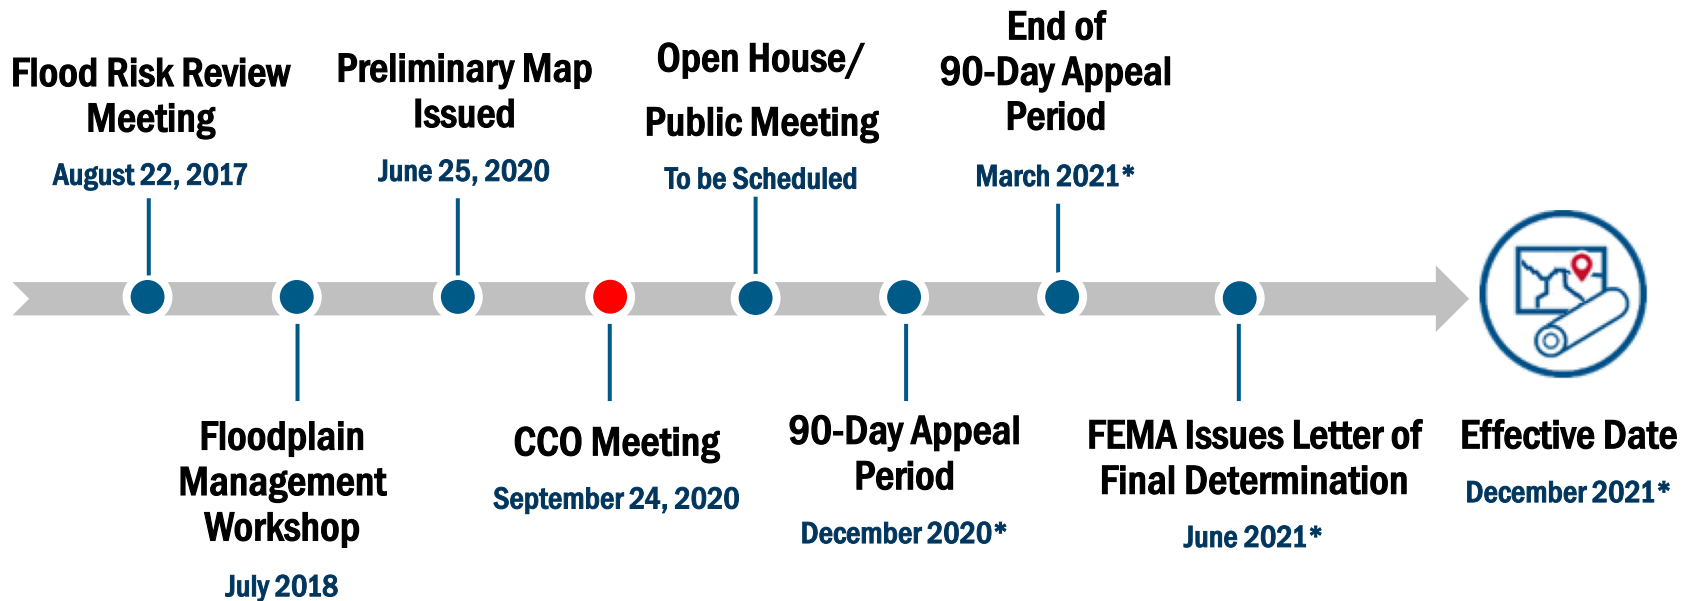 Flood Risk Review
Meeting
August 22, 2017
Floodplain
Management
Workshop
July 2018
Preliminary Map
Issued
June 25, 2020
CCO Meeting
September 24, 2020
Open House/
Public Meeting
To be Scheduled
90-Day Appeal
Period
December 2020*
End of
90-Day Appeal
Period
March 2021*
FEMA Issues Letter of
Final Determination
June 2021*
Effective Date
December 2021*